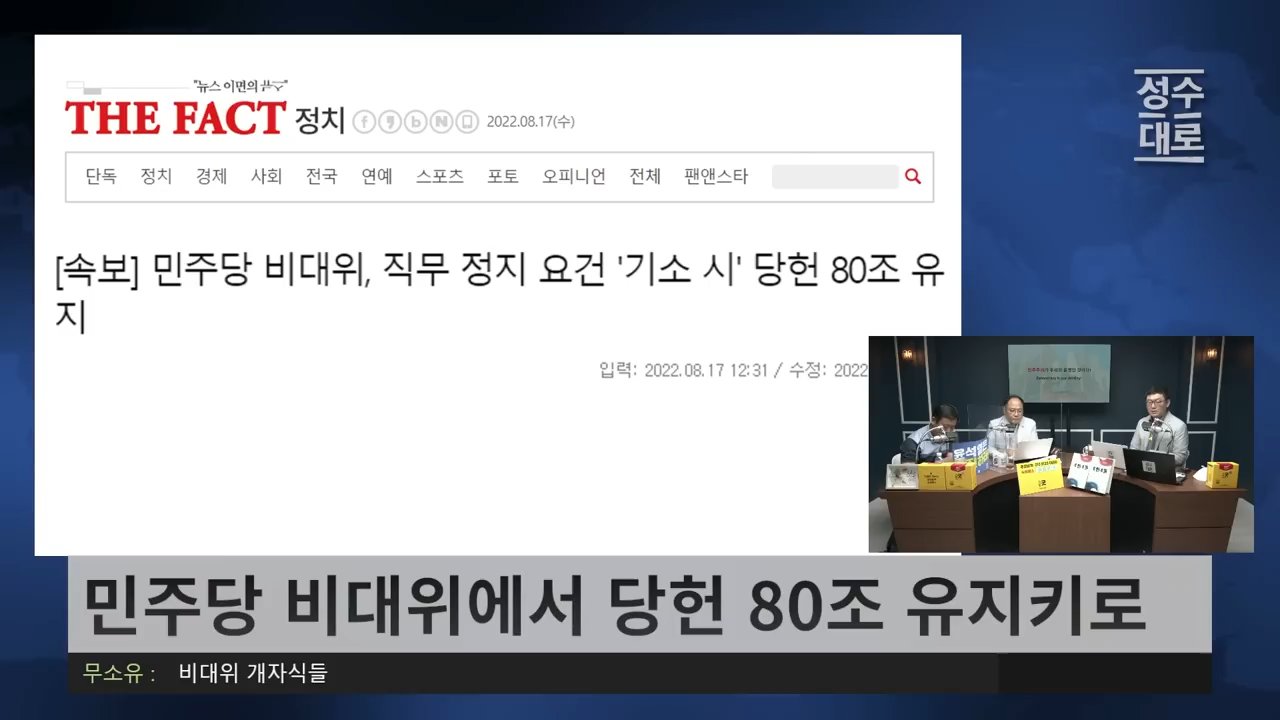 "뉴스 이면의 팩트"
THE FACT 정치 2022.08.17(수)
성수
대로
단독 정치 경제 사회 전국 연예 스포츠 포토 오피니언 전체 팬앤스타
[속보] 민주당 비대위, 직무 정지 요건 '기소 시' 당헌 80조 유
지
입력: 2022.08.17 12:31 / 수정: 2022
윤석열
민주당 비대위에서 당헌 80조 유지키로
무소유 : 비대위 개자식들